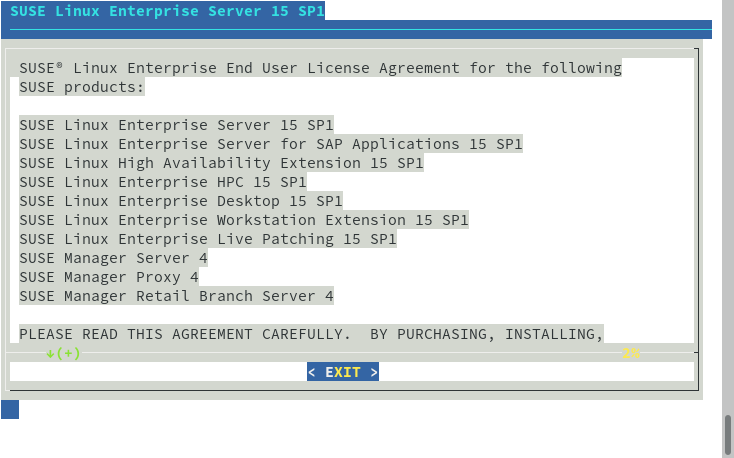 SUSE Linux Enterprise Server 15 SP1
SUSE® Linux Enterprise End User License Agreement for the following
SUSE products:
SUSE Linux Enterprise Server 15 SP1
SUSE Linux Enterprise Server for SAP Applications 15 SP1
SUSE Linux High Availability Extension 15 SP1
SUSE Linux Enterprise HPC 15 SP1
SUSE Linux Enterprise Desktop 15 SP1
SUSE Linux Enterprise Workstation Extension 15 SP1
SUSE Linux Enterprise Live Patching 15 SP1
SUSE Manager Server 4
SUSE Manager Proxy 4
SUSE Manager Retail Branch Server 4
PLEASE READ THIS AGREEMENT CAREFULLY.  BY PURCHASING, INSTALLING,
↓(+) 2%
< EXIT >